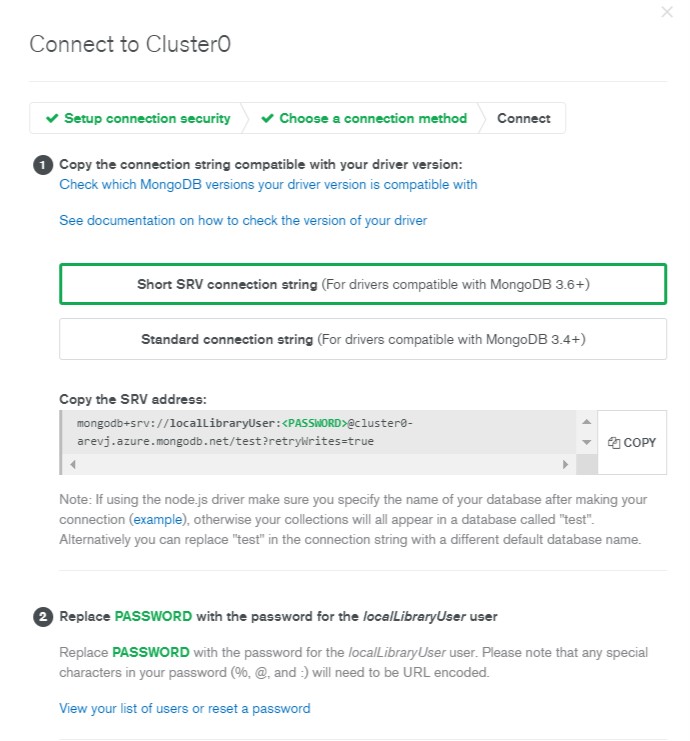 Connect to Cluster0
Setup connection security
Choose a connection method
Connect
1 Copy the connection string compatible with your driver version:
Check which MongoDB versions your driver version is compatible with
See documentation on how to check the version of your driver
Short SRV connection string (For drivers compatible with MongoDB 3.6+)
Standard connection string (For drivers compatible with MongoDB 3.4+)
Copy the SRV address:
mongodb+srv://localLibraryUser:<PASSWORD>@cluster0-
arevj.azure.mongodb.net/test?retryWrites=true
COPY
Note: If using the node.js driver make sure you specify the name of your database after making your
connection (example), otherwise your collections will all appear in a database called "test".
Alternatively you can replace "test" in the connection string with a different default database name.
2 Replace PASSWORD with the password for the localLibraryUser user
Replace PASSWORD with the password for the localLibraryUser user. Please note that any special
characters in your password (%, @, and :) will need to be URL encoded.
View your list of users or reset a password